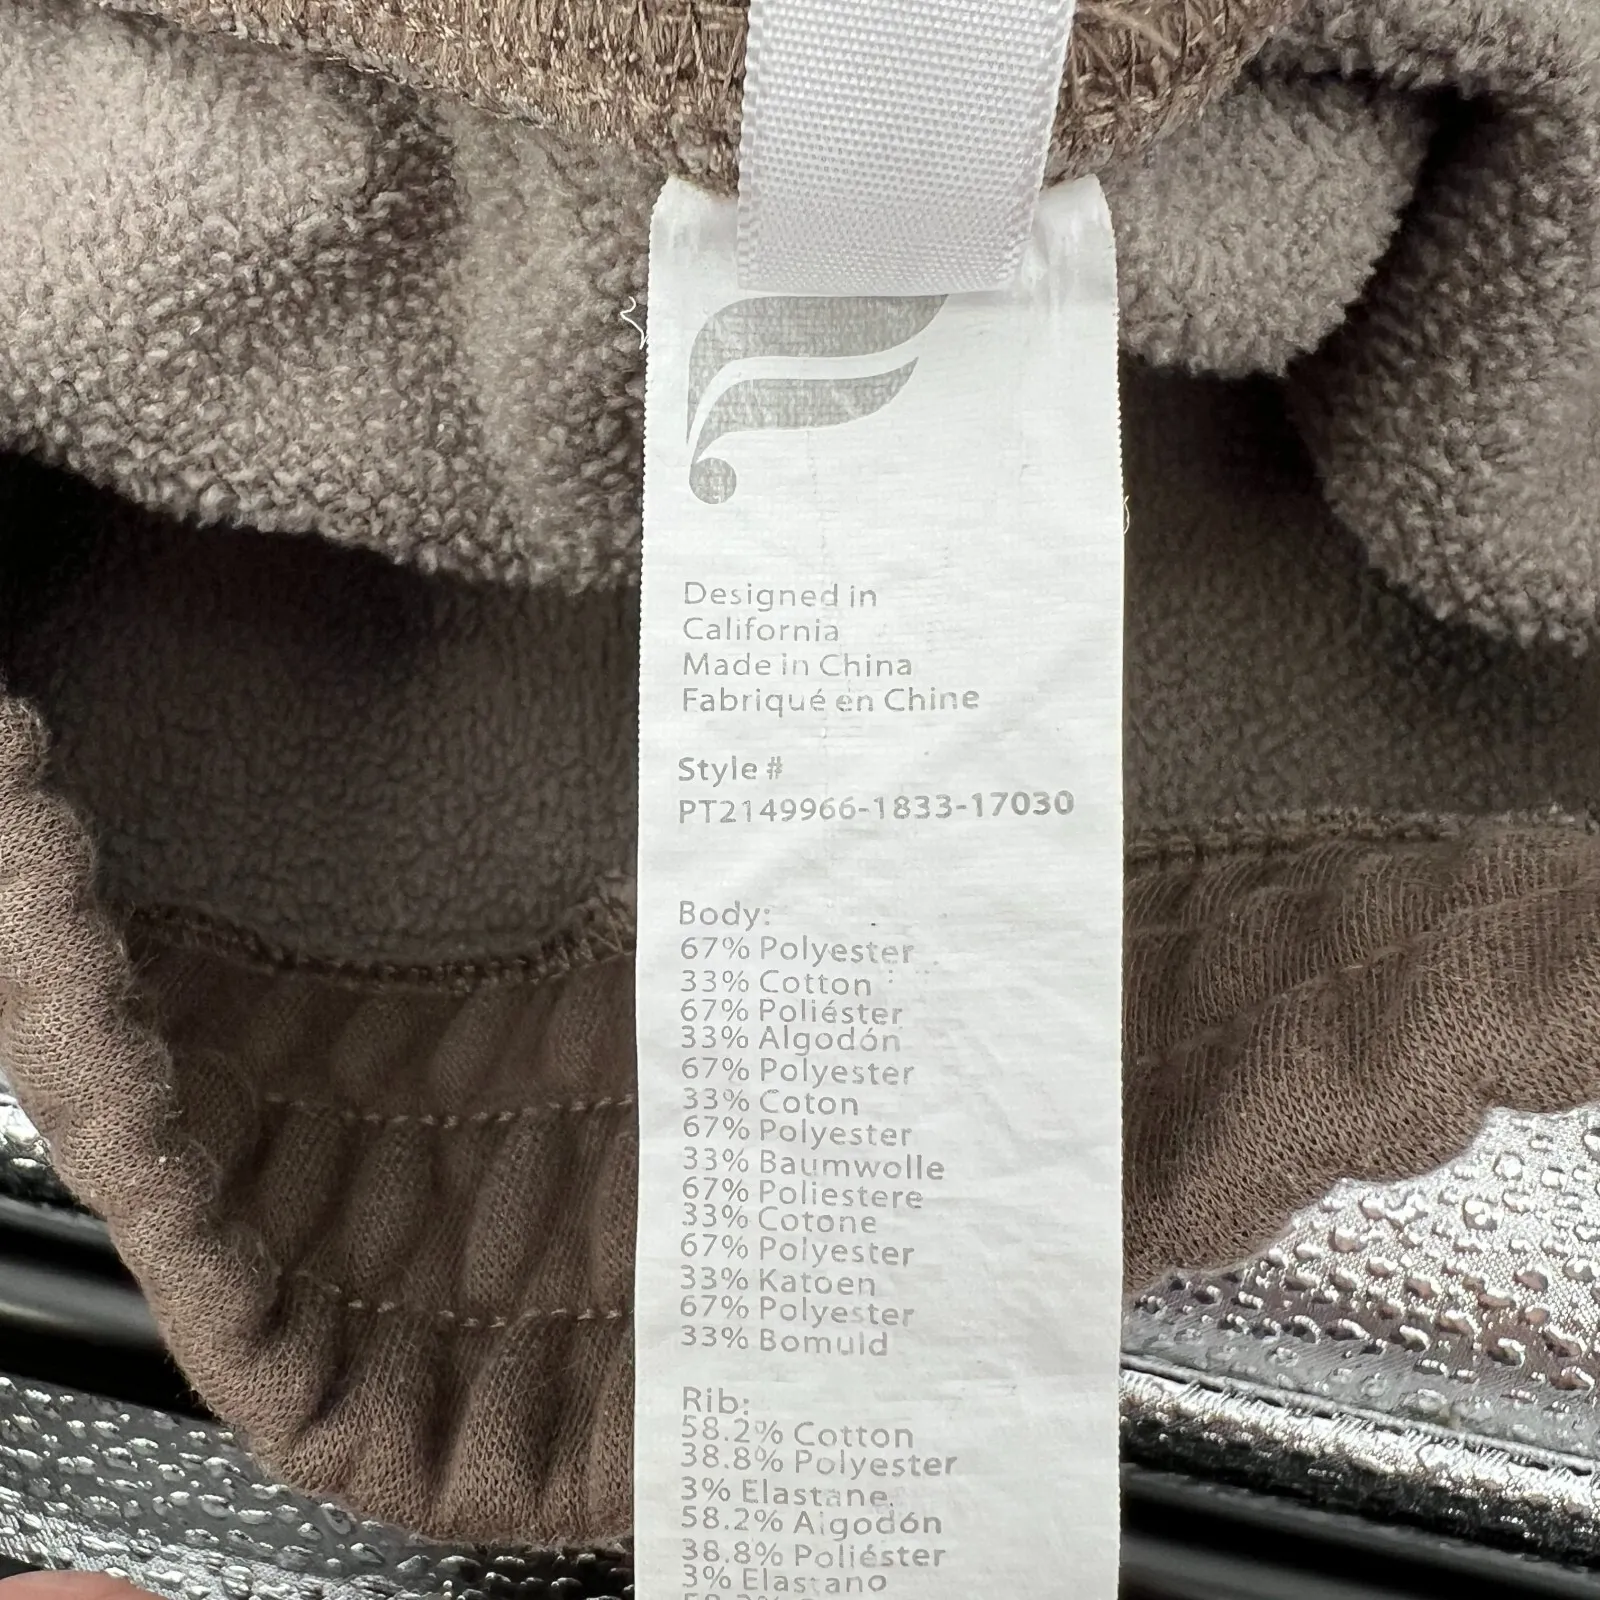 Designed in
California
Made in China
Fabriqué en Chine
Style #
PT2149966-1833-17030
Body:
67% Polyester
33% Cotton
67% Poliéster
33% Algodón
67% Polyester
33% Coton
67% Polyester
33% Baumwolle
67% Poliestere
33% Cotone
67% Polyester
33% Katoen
67% Polyester
33% Bomuld
Rib:
58.2% Cotton
38.8% Polyester
3% Elastane
58.2% Algodón
38.8% Poliéster
3% Elastano